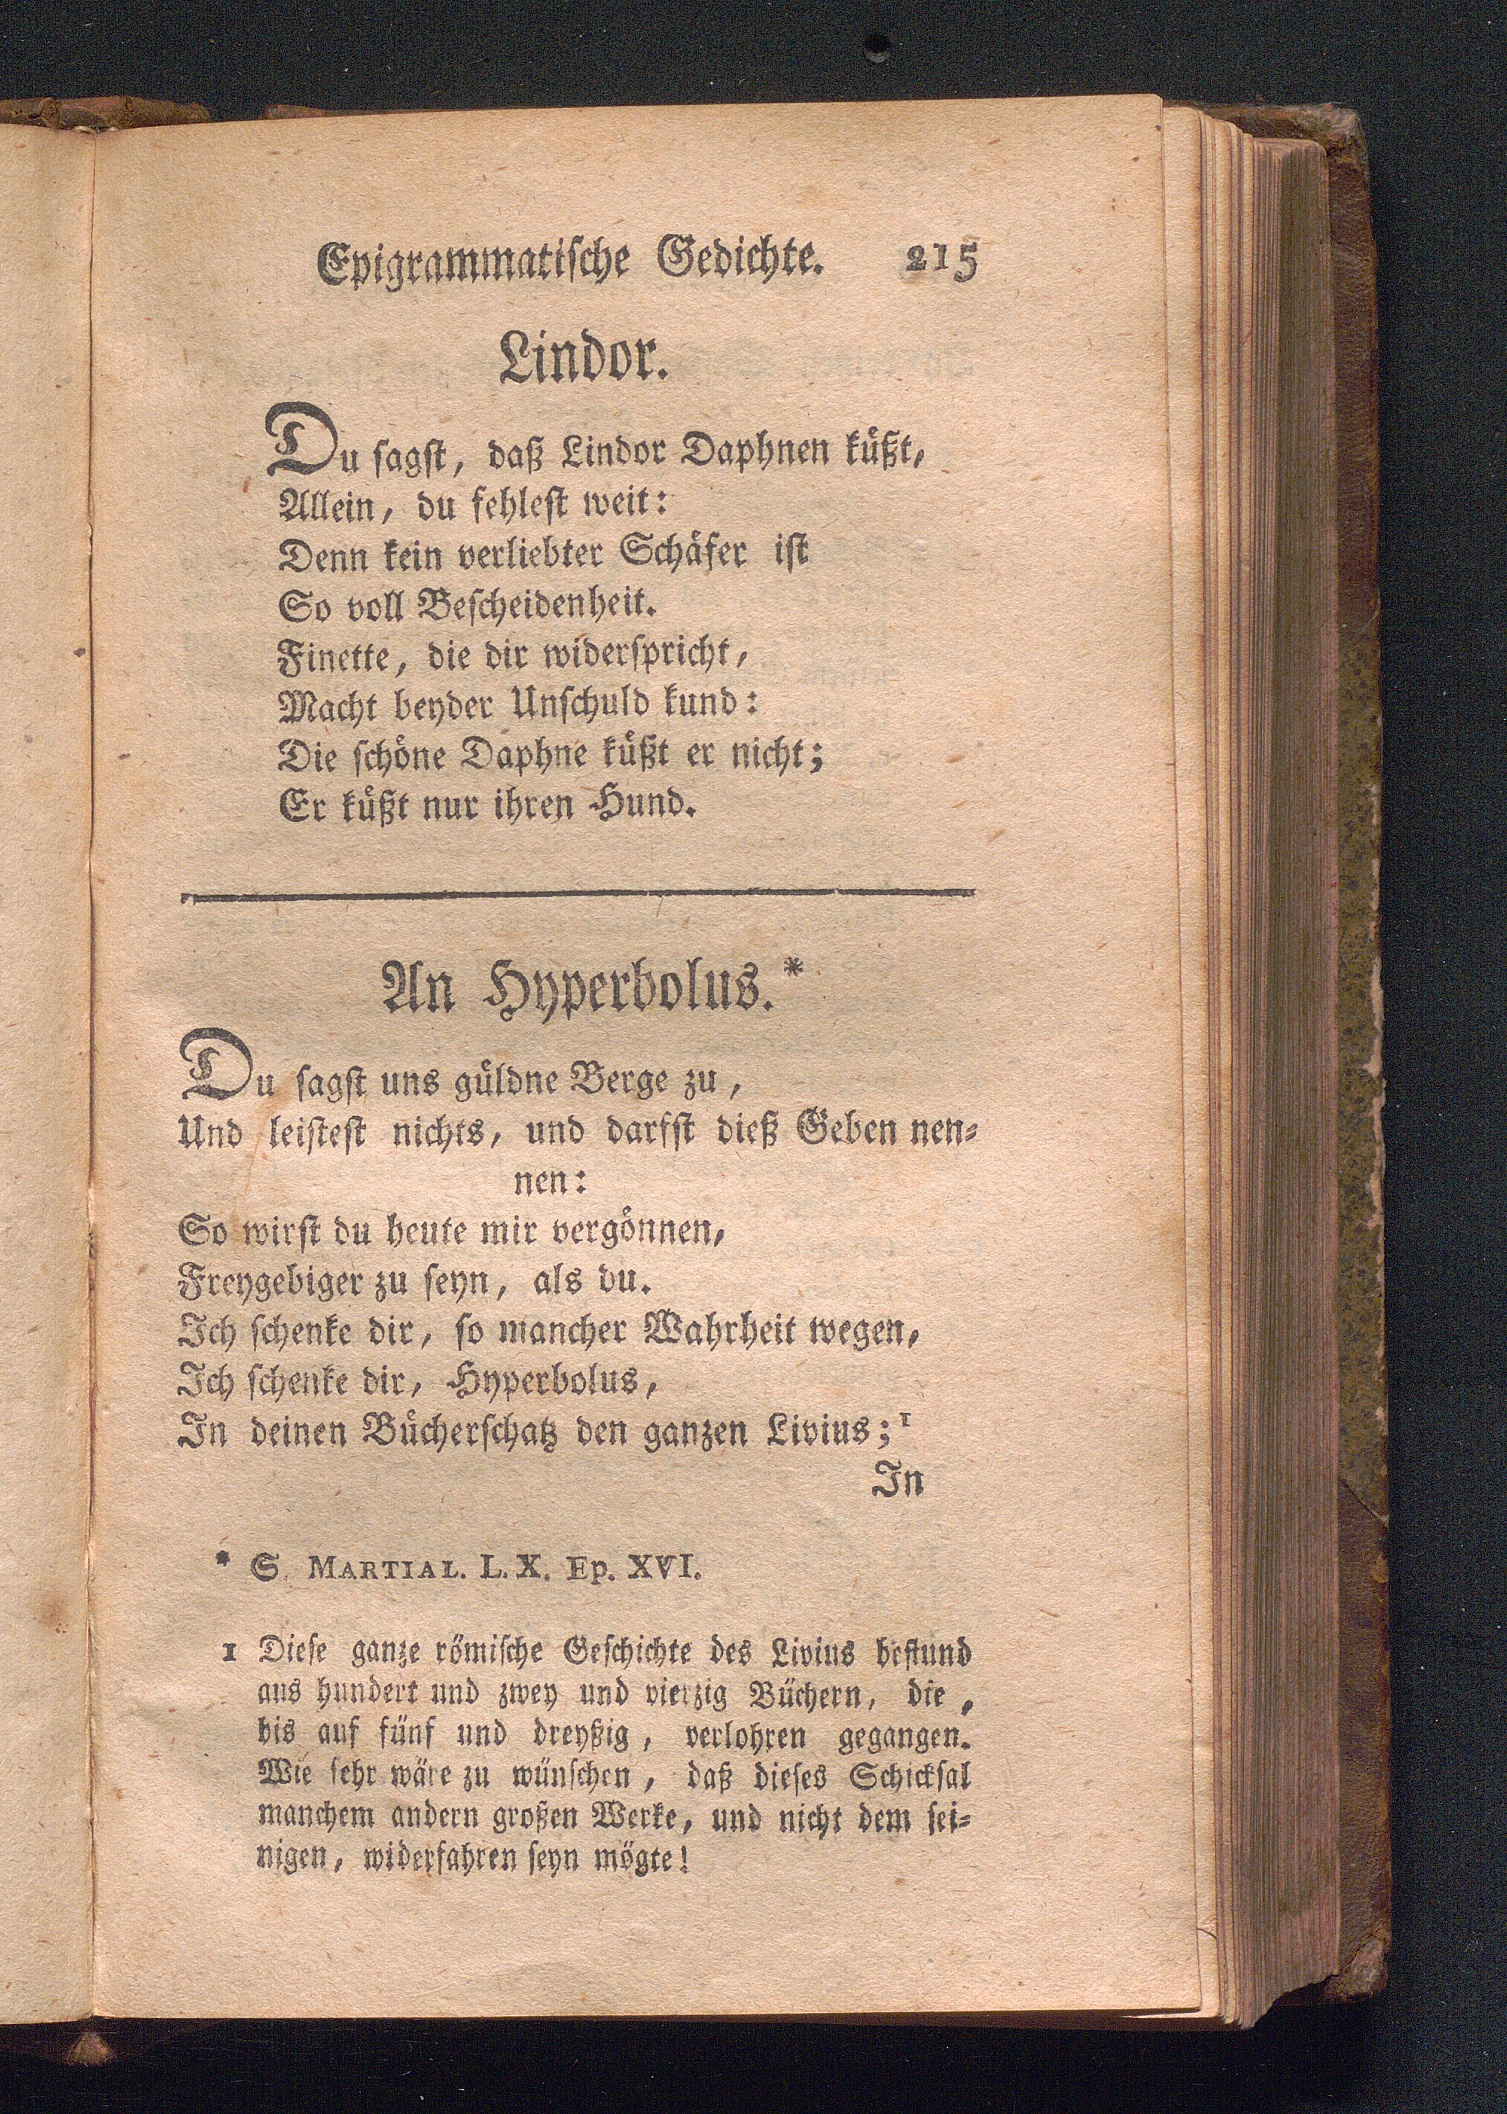 Epigrammatiſche Gedichte. 215
Lindor.
Du ſagſt, daß Lindor Daphnen küßt,
Allein, du fehleſt weit:
Denn kein verliebter Schäfer iſt
So voll Beſcheidenheit.
Finette, die dir widerſpricht,
Macht beyder Unſchuld kund:
Die ſchöne Daphne küßt er nicht;
Er küßt nur ihren Hund.
An Hyperbolus.*
Du ſagſt uns güldne Berge zu,
Und leiſteſt nichts, und darfſt dieß Geben nen-
nen:
So wirſt du heute mir vergönnen,
Freygebiger zu ſeyn, als du.
Ich ſchenke dir, ſo mancher Wahrheit wegen,
Ich ſchenke dir, Hyperbolus,
In deinen Bücherſchatz den ganzen Livius; 1
In
* S. MARTIAL. L. X. Ep. XVI.
1 Dieſe ganze römiſche Geſchichte des Livius beſtund
aus hundert und zwey und vierzig Büchern, die,
bis auf fünf und dreyßig, verlohren gegangen.
Wie ſehr wäre zu wünſchen, daß dieſes Schickſal
manchem andern großen Werke, und nicht dem ſei-
nigen, widerfahren ſeyn mögte!